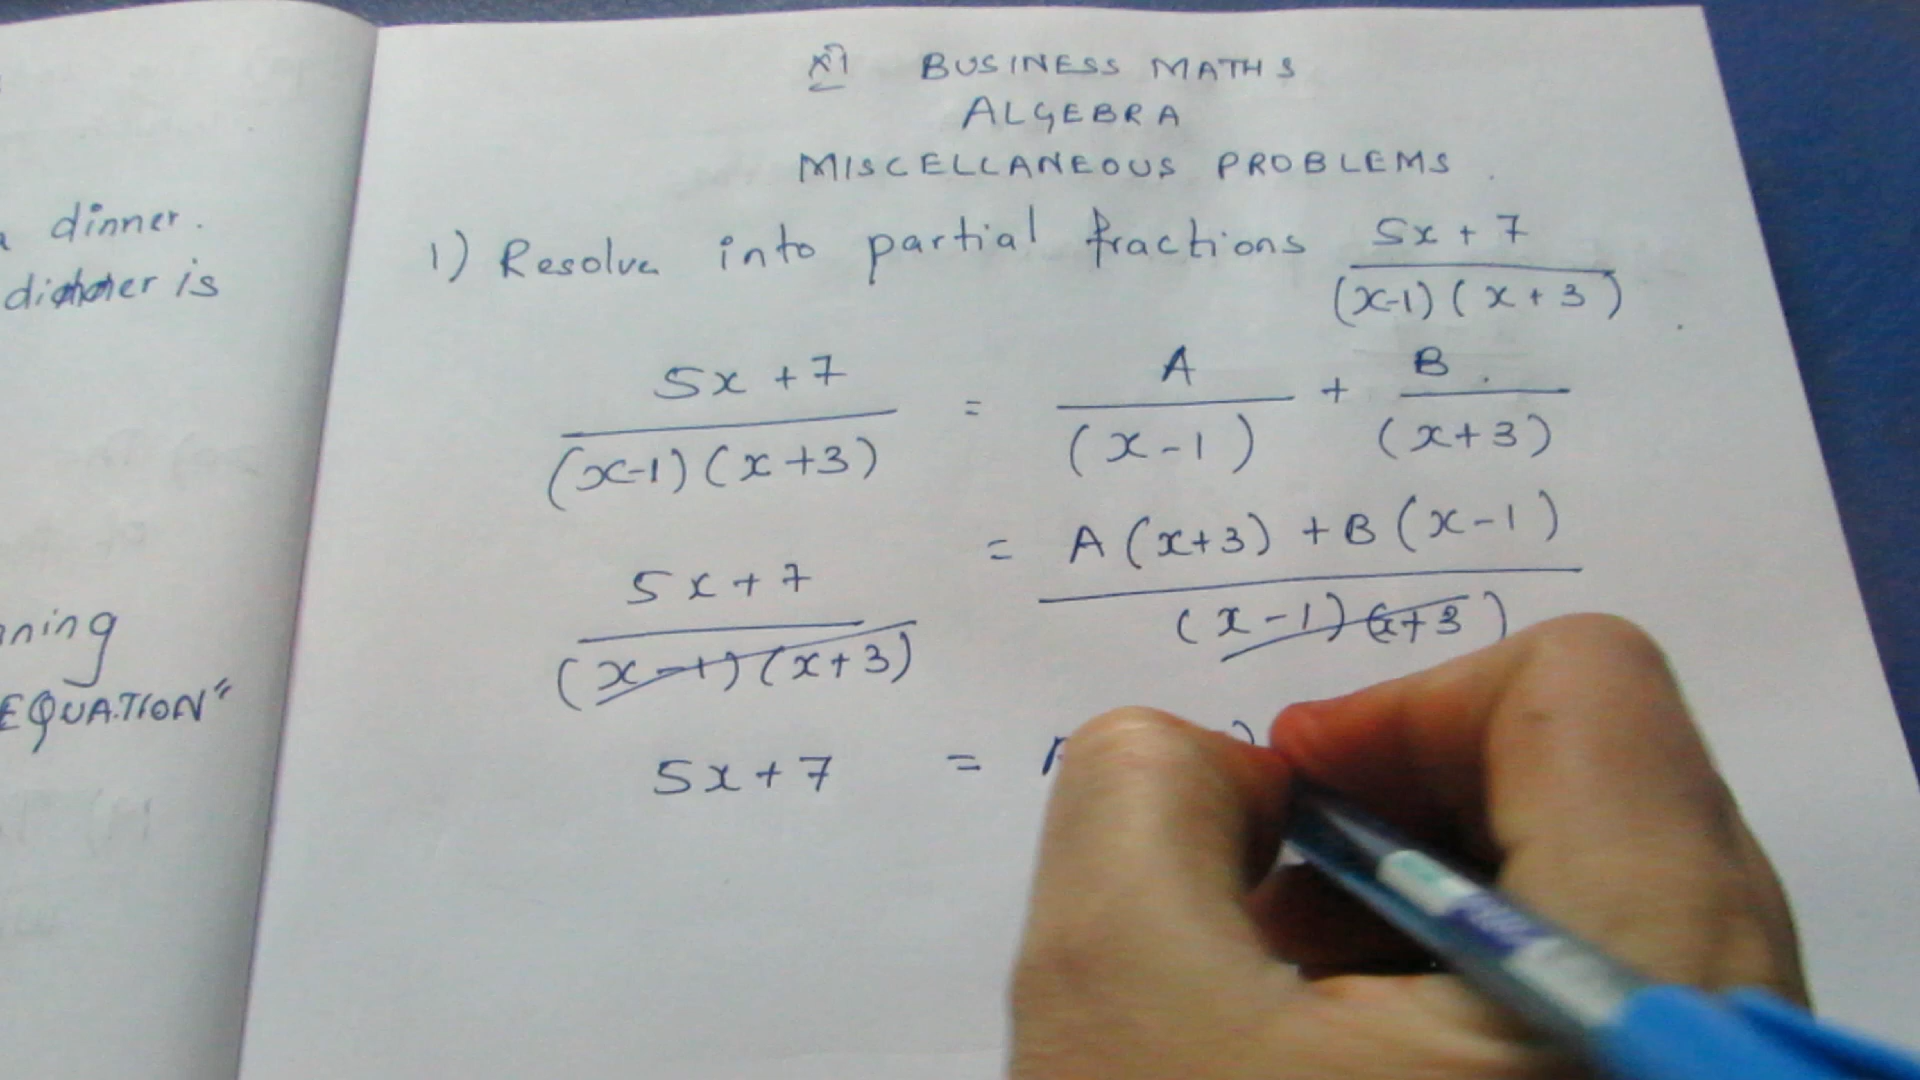 dinner.
is
EQUATION"
XI BUSINESS MATHS
ALGEBRA
MISCELLANEOUS PROBLEMS.
1) Resolve into partial fractions 5x + 7 / (x-1) (x + 3)
5x + 7 / (x-1) (x + 3) = A / (x - 1) + B / (x + 3)
5x + 7 / (x - 1) (x + 3) = A (x + 3) + B (x - 1) / (x - 1) (x + 3)
5x + 7 =